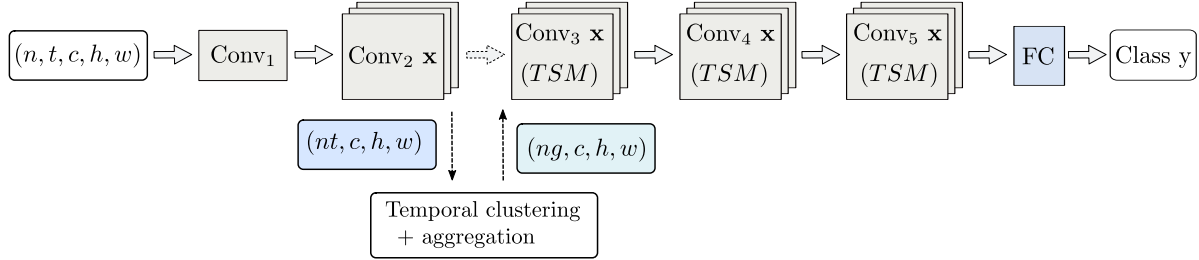 (n, t, c, h, w)
Conv₁
Conv₂ x
Conv₃ x
(TSM)
Conv₄ x
(TSM)
Conv₅ x
(TSM)
FC
Class y
(nt, c, h, w)
(ng, c, h, w)
Temporal clustering
+ aggregation